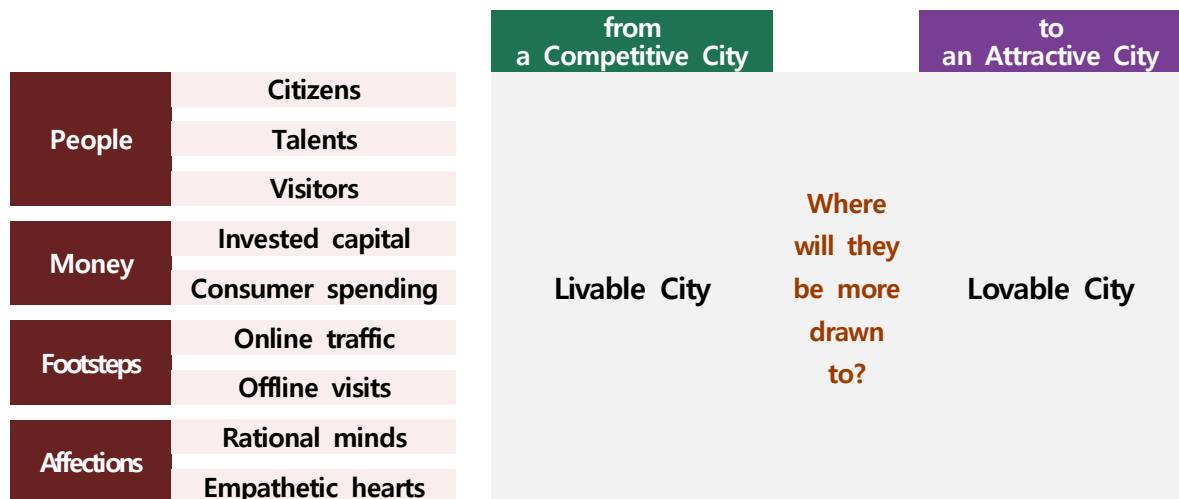 from
a Competitive City
to
an Attractive City
People
Citizens
Talents
Visitors
Money
Invested capital
Consumer spending
Footsteps
Online traffic
Offline visits
Affections
Rational minds
Empathetic hearts
Livable City
Where
will they
be more
drawn
to?
Lovable City